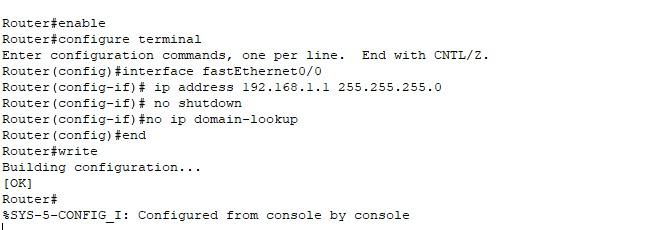 Router#enable
Router#configure terminal
Enter configuration commands, one per line.  End with CNTL/Z.
Router(config)#interface fastEthernet0/0
Router(config-if)# ip address 192.168.1.1 255.255.255.0
Router(config-if)# no shutdown
Router(config-if)#no ip domain-lookup
Router(config)#end
Router#write
Building configuration...
[OK]
Router#
%SYS-5-CONFIG_I: Configured from console by console